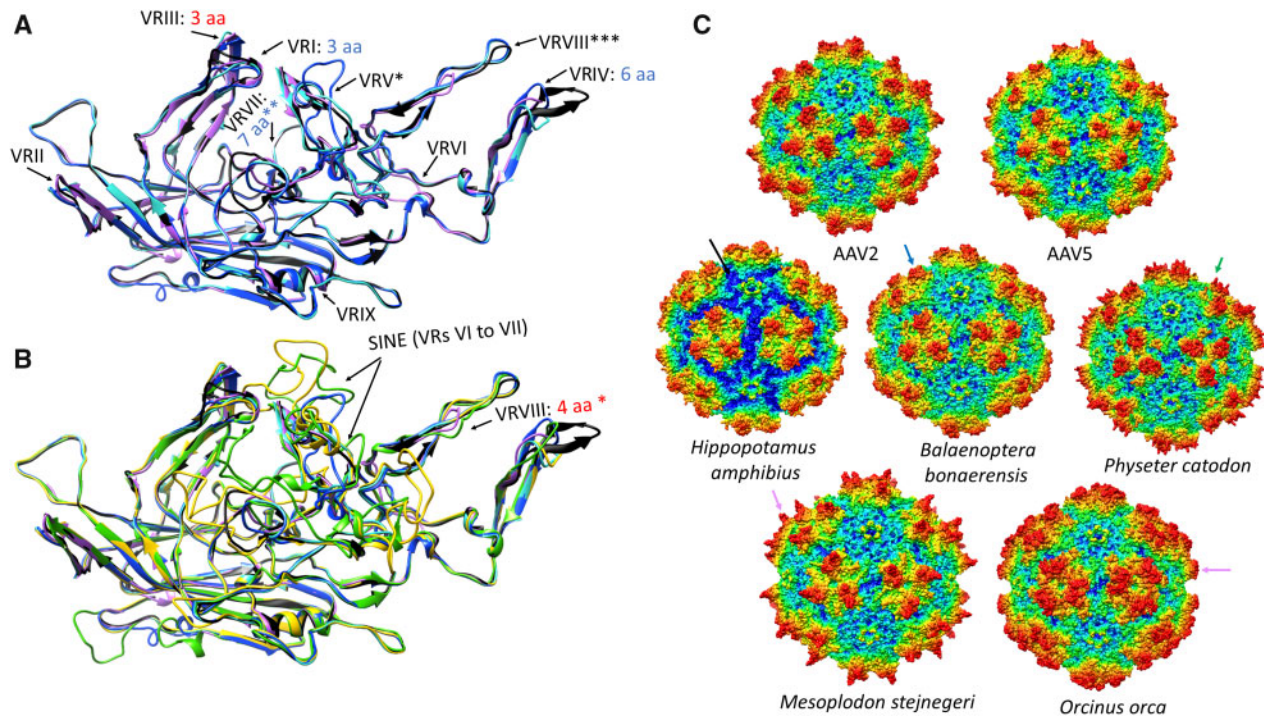 A
VRIII: 3 aa
VRI: 3 aa
VRVIII***
VRV*
VRIV: 6 aa
VRVII:
7 aa**
VRII
VRVI
VRIX
B
SINE (VRs VI to VII)
VRVIII: 4 aa *
C
AAV2
AAV5
Hippopotamus
amphibius
Balaenoptera
bonaerensis
Physeter catodon
Mesoplodon stejnegeri
Orcinus orca